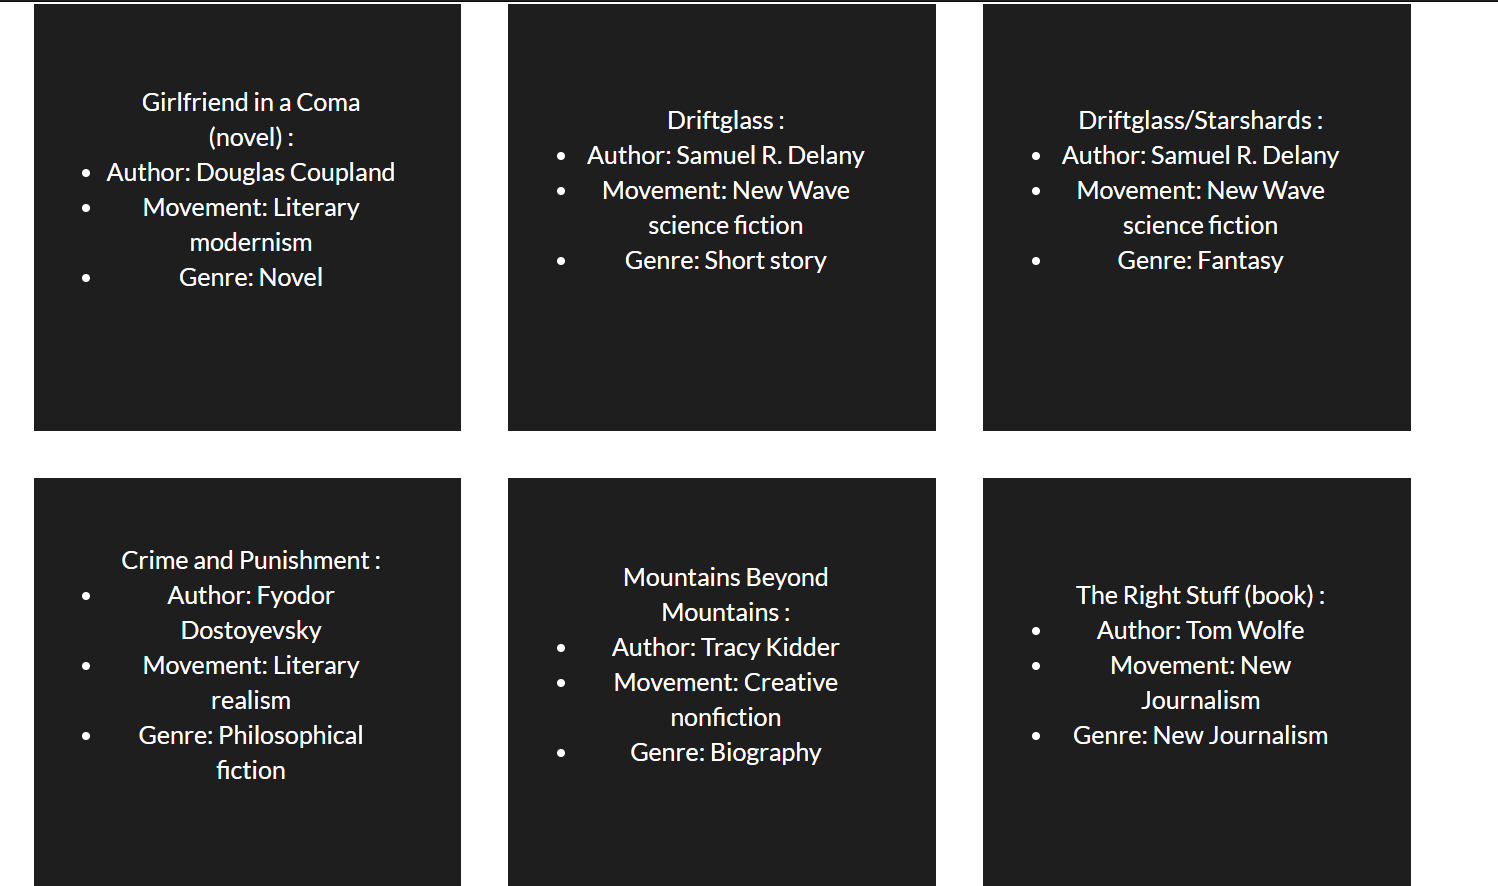 Girlfriend in a Coma
(novel) :
• Author: Douglas Coupland
• Movement: Literary
modernism
• Genre: Novel
Driftglass :
• Author: Samuel R. Delany
• Movement: New Wave
science fiction
• Genre: Short story
Driftglass/Starshards :
• Author: Samuel R. Delany
• Movement: New Wave
science fiction
• Genre: Fantasy
Crime and Punishment :
• Author: Fyodor
Dostoyevsky
• Movement: Literary
realism
• Genre: Philosophical
fiction
Mountains Beyond
Mountains :
• Author: Tracy Kidder
• Movement: Creative
nonfiction
• Genre: Biography
The Right Stuff (book) :
• Author: Tom Wolfe
• Movement: New
Journalism
• Genre: New Journalism